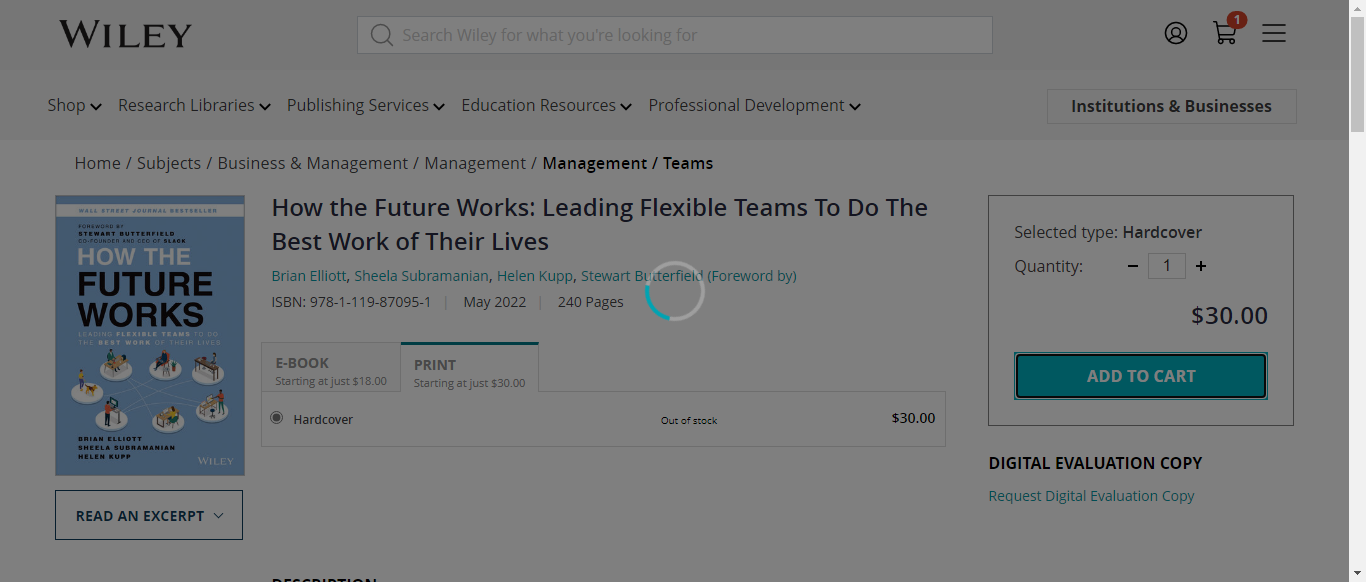 WILEY
Search Wiley for what you're looking for
1
Shop Research Libraries Publishing Services Education Resources Professional Development
Institutions & Businesses
Home / Subjects / Business & Management / Management / Management / Teams
WALL STREET JOURNAL BESTSELLER
FOREWORD BY
STEWART BUTTERFIELD
CO-FOUNDER AND CEO OF SLACK
HOW THE
FUTURE
WORKS
LEADING FLEXIBLE TEAMS TO DO
THE BEST WORK OF THEIR LIVES
BRIAN ELLIOTT
SHEELA SUBRAMANIAN
HELEN KUPP
WILEY
READ AN EXCERPT
How the Future Works: Leading Flexible Teams To Do The
Best Work of Their Lives
Brian Elliott, Sheela Subramanian, Helen Kupp, Stewart Butterfield (Foreword by)
ISBN: 978-1-119-87095-1 | May 2022 | 240 Pages
E-BOOK
Starting at just $18.00
PRINT
Starting at just $30.00
Hardcover Out of stock $30.00
Selected type: Hardcover
Quantity: − 1 +
$30.00
ADD TO CART
DIGITAL EVALUATION COPY
Request Digital Evaluation Copy
DESCRIPTION